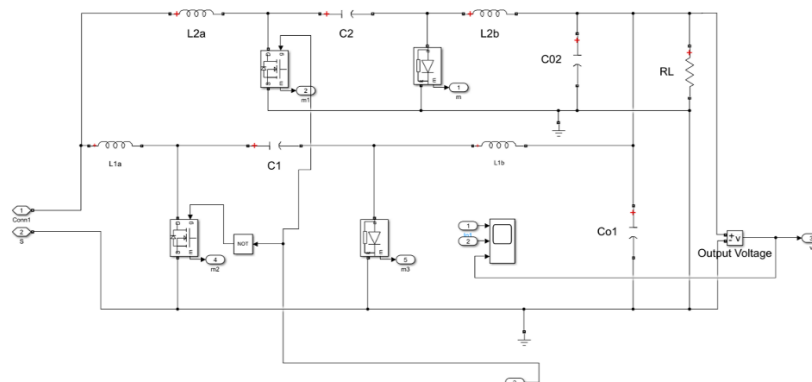 L2a
C2
L2b
C02
RL
2
m1
1
m
L1a
C1
L1b
1
Conn1
2
S
NOT
4
m2
5
m3
1
2
Co1
+
v
-
Output Voltage
3